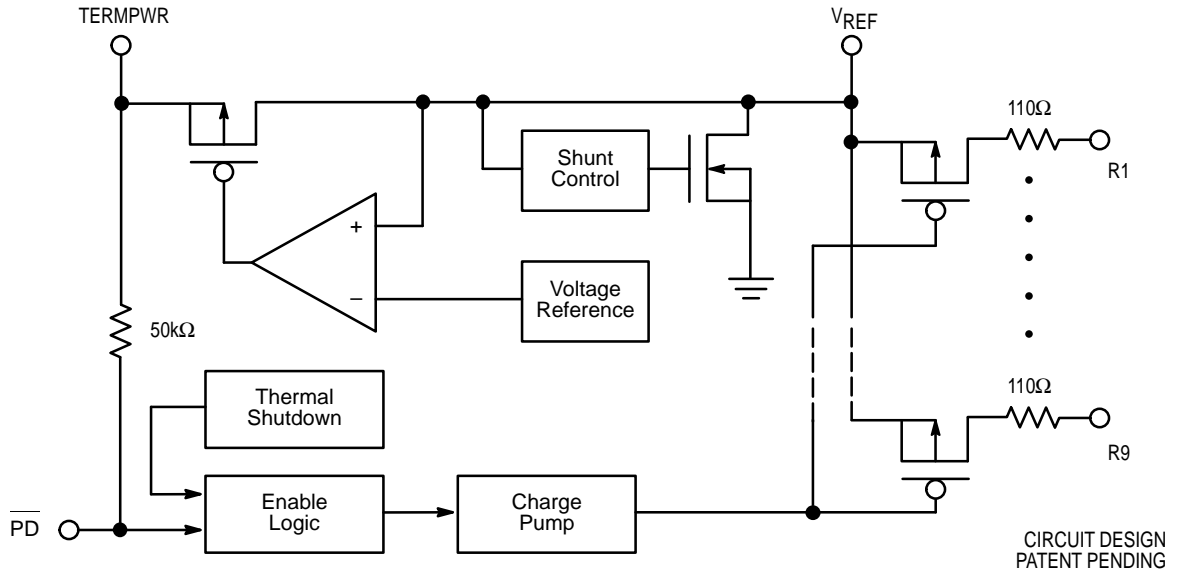 TERMPWR
VREF
110Ω
R1
Shunt
Control
+
–
Voltage
Reference
50kΩ
Thermal
Shutdown
110Ω
R9
PD
Enable
Logic
Charge
Pump
CIRCUIT DESIGN
PATENT PENDING